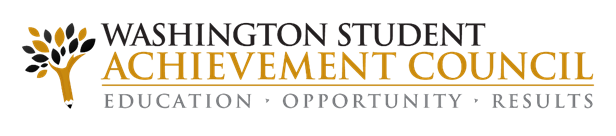 WASHINGTON STUDENT
ACHIEVEMENT COUNCIL
EDUCATION · OPPORTUNITY · RESULTS